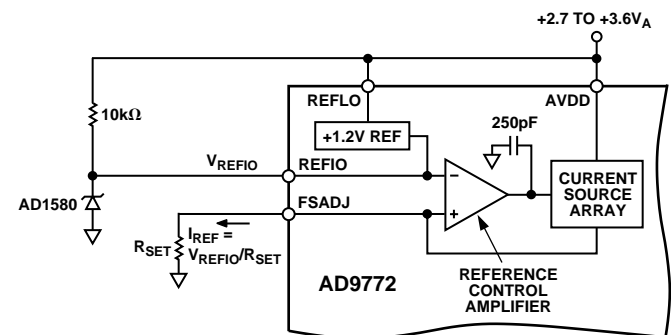 +2.7 TO +3.6V_A
REFLO
AVDD
10kΩ
250pF
+1.2V REF
V_REFIO
REFIO
AD1580
FSADJ
CURRENT
SOURCE
ARRAY
−
+
I_REF =
V_REFIO/R_SET
R_SET
AD9772
REFERENCE
CONTROL
AMPLIFIER